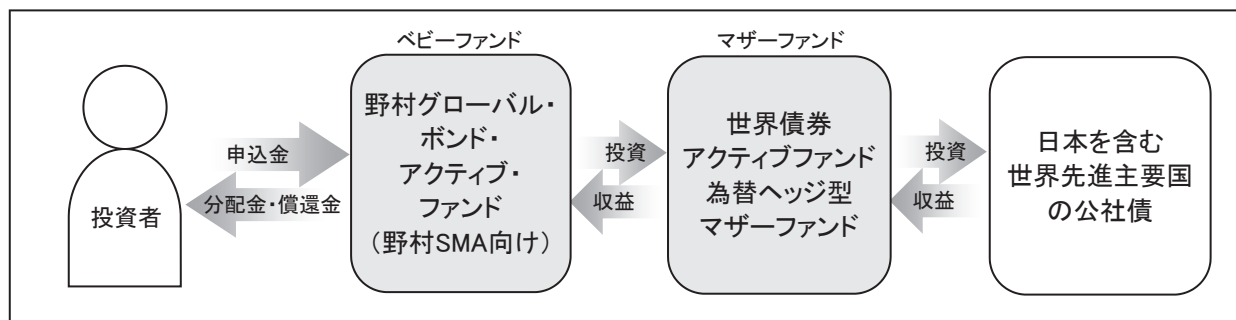 ベビーファンド
マザーファンド
投資者
申込金
分配金・償還金
野村グローバル・
ボンド・
アクティブ・
ファンド
（野村SMA向け）
投資
収益
世界債券
アクティブファンド
為替ヘッジ型
マザーファンド
投資
収益
日本を含む
世界先進主要国
の公社債